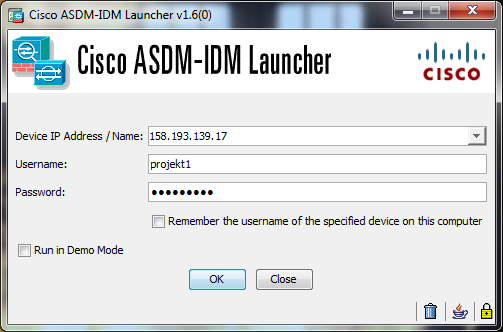 Cisco ASDM-IDM Launcher v1.6(0)
Cisco ASDM-IDM Launcher
CISCO
Device IP Address / Name: 158.193.139.17
Username: projekt1
Password: •••••••••
Remember the username of the specified device on this computer
Run in Demo Mode
OK Close